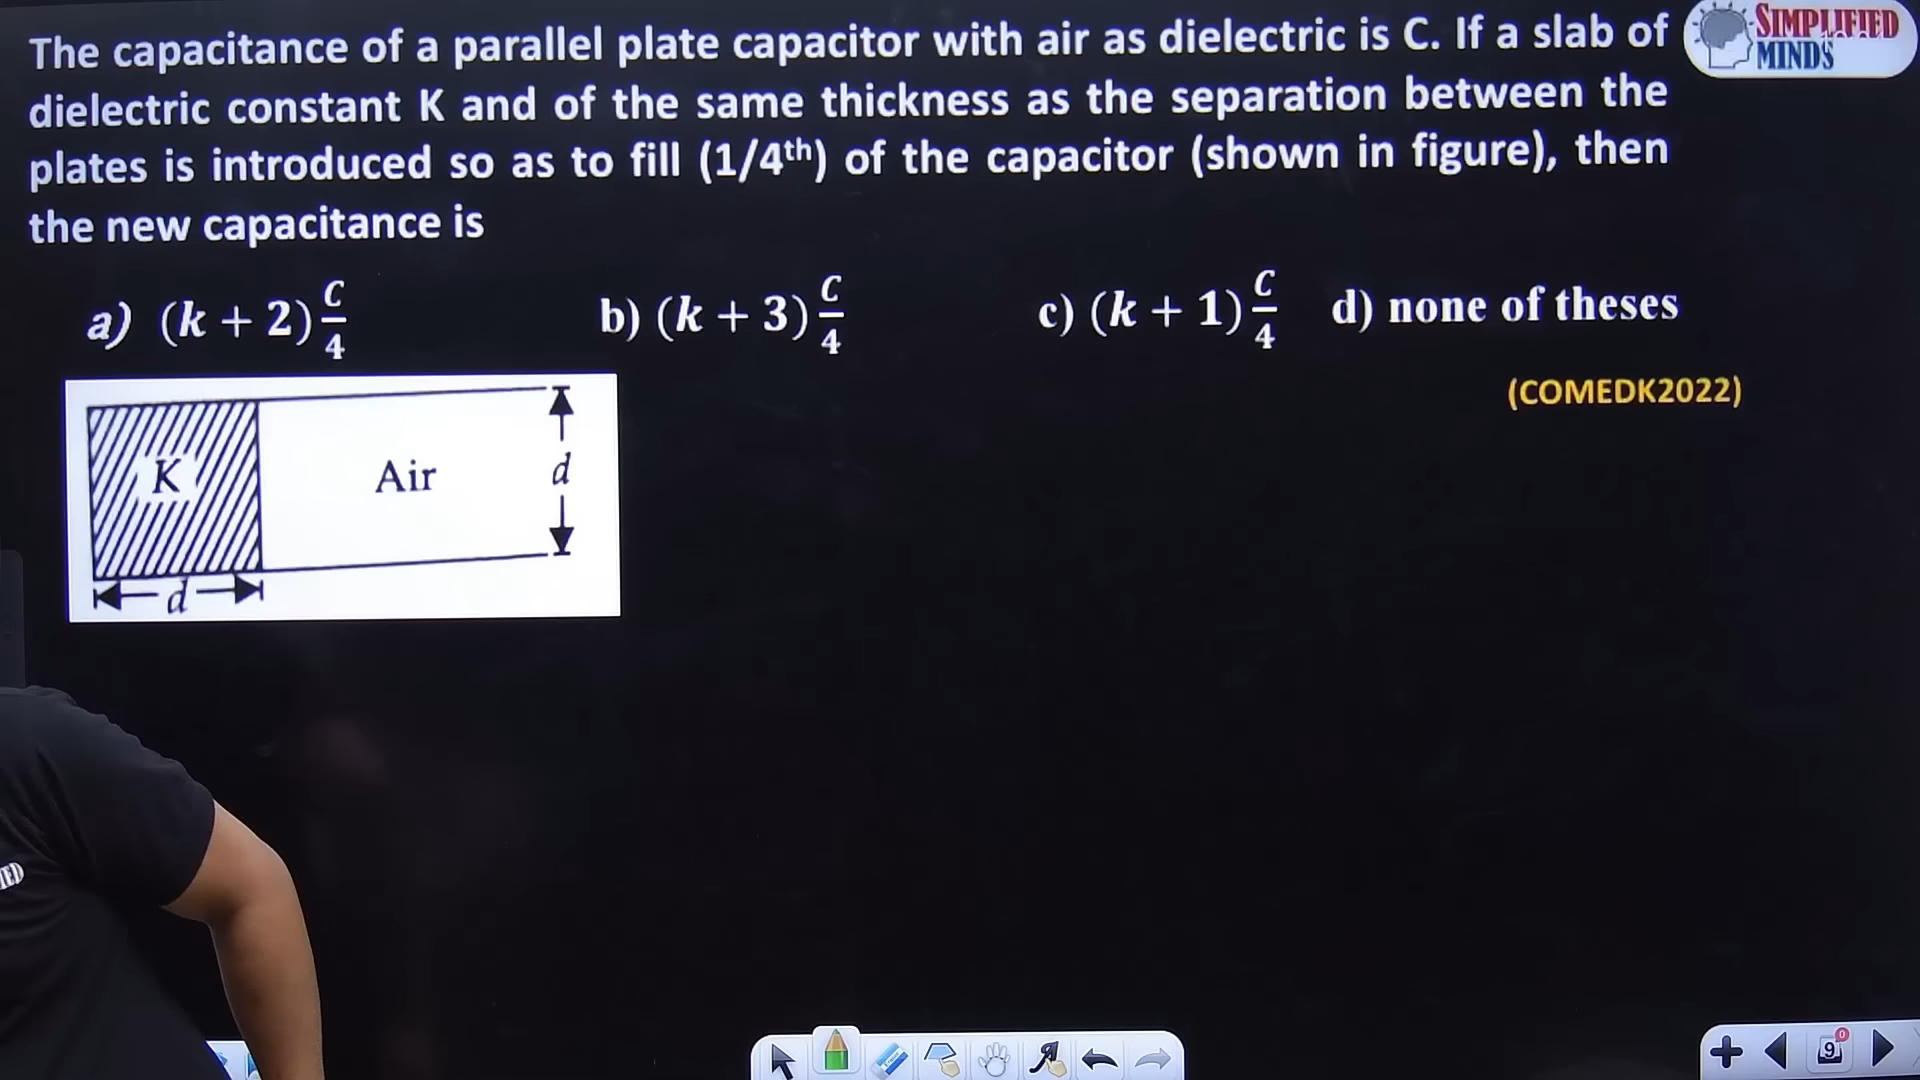 The capacitance of a parallel plate capacitor with air as dielectric is C. If a slab of
dielectric constant K and of the same thickness as the separation between the
plates is introduced so as to fill (1/4th) of the capacitor (shown in figure), then
the new capacitance is
a) (k + 2) C/4 b) (k + 3) C/4 c) (k + 1) C/4 d) none of theses
(COMEDK2022)
K Air d
d
SIMPLIFIED
MINDS
9
0